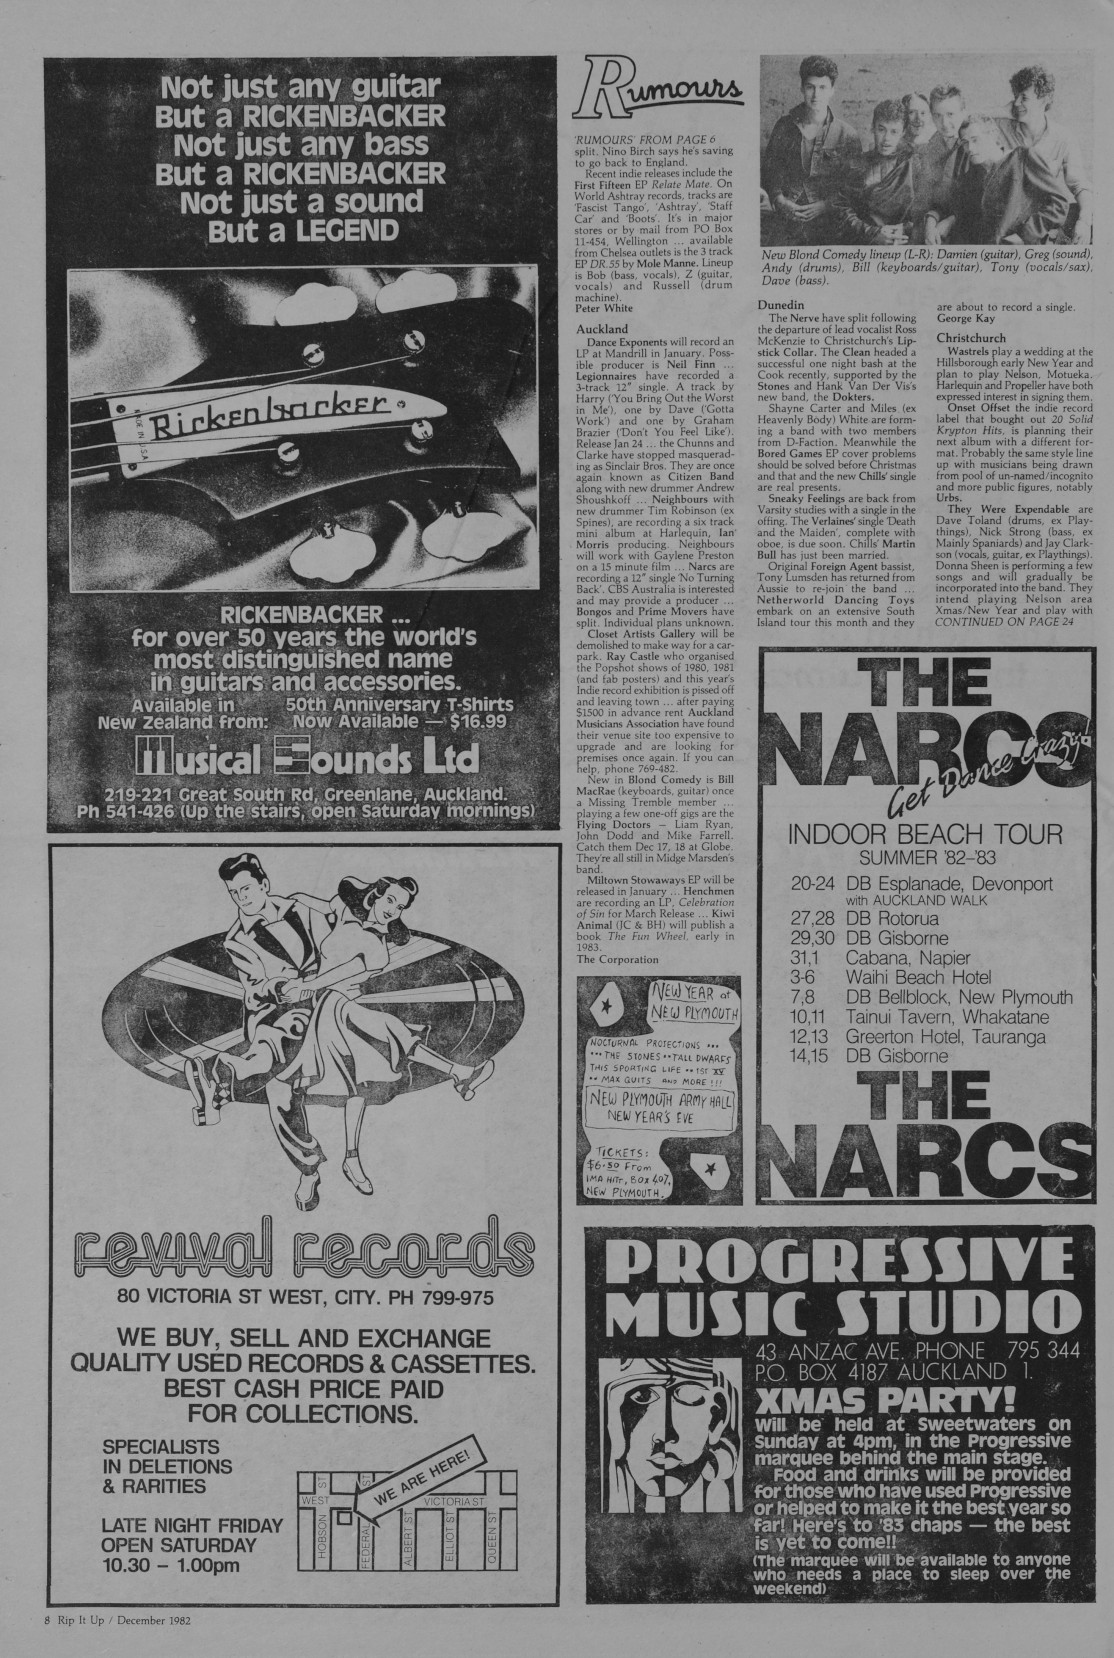 Not just any guitar
But a RICKENBACKER
Not just any bass
But a RICKENBACKER
Not just a sound
But a LEGEND
Rickenbacker
MADE IN U.S.A.
RICKENBACKER ...
for over 50 years the world's
most distinguished name
in guitars and accessories.
Available in 50th Anniversary T-Shirts
New Zealand from: Now Available — $16.99
Musical Sounds Ltd
219-221 Great South Rd, Greenlane, Auckland.
Ph 541-426 (Up the stairs, open Saturday mornings)
revival records
80 VICTORIA ST WEST, CITY. PH 799-975
WE BUY, SELL AND EXCHANGE
QUALITY USED RECORDS & CASSETTES.
BEST CASH PRICE PAID
FOR COLLECTIONS.
SPECIALISTS
IN DELETIONS
& RARITIES
LATE NIGHT FRIDAY
OPEN SATURDAY
10.30 – 1.00pm
WE ARE HERE!
WEST
VICTORIA ST
HOBSON ST
FEDERAL ST
ALBERT ST
ELLIOT ST
QUEEN ST
Rumours
'RUMOURS' FROM PAGE 6
split. Nino Birch says he's saving
to go back to England.
Recent indie releases include the
First Fifteen EP Relate Mate. On
World Ashtray records, tracks are
'Fascist Tango', 'Ashtray', 'Staff
Car' and 'Boots'. It's in major
stores or by mail from PO Box
11-454, Wellington ... available
from Chelsea outlets is the 3 track
EP DR.55 by Mole Manne. Lineup
is Bob (bass, vocals), Z (guitar,
vocals) and Russell (drum
machine).
Peter White
Auckland
Dance Exponents will record an
LP at Mandrill in January. Poss-
ible producer is Neil Finn ...
Legionnaires have recorded a
3-track 12" single. A track by
Harry ('You Bring Out the Worst
in Me'), one by Dave ('Gotta
Work') and one by Graham
Brazier ('Don't You Feel Like').
Release Jan 24 ... the Chunns and
Clarke have stopped masquerad-
ing as Sinclair Bros. They are once
again known as Citizen Band
along with new drummer Andrew
Shoushkoff ... Neighbours with
new drummer Tim Robinson (ex
Spines), are recording a six track
mini album at Harlequin, Ian
Morris producing. Neighbours
will work with Gaylene Preston
on a 15 minute film ... Narcs are
recording a 12" single 'No Turning
Back'. CBS Australia is interested
and may provide a producer ...
Bongos and Prime Movers have
split. Individual plans unknown.
Closet Artists Gallery will be
demolished to make way for a car-
park. Ray Castle who organised
the Popshot shows of 1980, 1981
(and fab posters) and this year's
Indie record exhibition is pissed off
and leaving town ... after paying
$1500 in advance rent Auckland
Musicians Association have found
their venue site too expensive to
upgrade and are looking for
premises once again. If you can
help, phone 769-482.
New in Blond Comedy is Bill
MacRae (keyboards, guitar) once
a Missing Tremble member ...
playing a few one-off gigs are the
Flying Doctors — Liam Ryan,
John Dodd and Mike Farrell.
Catch them Dec 17, 18 at Globe.
They're all still in Midge Marsden's
band.
Miltown Stowaways EP will be
released in January ... Henchmen
are recording an LP, Celebration
of Sin for March Release ... Kiwi
Animal (JC & BH) will publish a
book The Fun Wheel, early in
1983.
The Corporation
NEW YEAR at
NEW PLYMOUTH
NOCTURNAL PROJECTIONS ...
... THE STONES .. TALL DWARFS
THIS SPORTING LIFE .. 1ST XV
.. MAX QUITS AND MORE !!!
NEW PLYMOUTH ARMY HALL
NEW YEAR'S EVE
TICKETS:
$6.50 From
IMA HITT, BOX 407,
NEW PLYMOUTH.
New Blond Comedy lineup (L-R): Damien (guitar), Greg (sound),
Andy (drums), Bill (keyboards/guitar), Tony (vocals/sax),
Dave (bass).
Dunedin
The Nerve have split following
the departure of lead vocalist Ross
McKenzie to Christchurch's Lip-
stick Collar. The Clean headed a
successful one night bash at the
Cook recently, supported by the
Stones and Hank Van Der Vis's
new band, the Dokters.
Shayne Carter and Miles (ex
Heavenly Body) White are form-
ing a band with two members
from D-Faction. Meanwhile the
Bored Games EP cover problems
should be solved before Christmas
and that and the new Chills' single
are real presents.
Sneaky Feelings are back from
Varsity studies with a single in the
offing. The Verlaines' single 'Death
and the Maiden', complete with
oboe, is due soon. Chills' Martin
Bull has just been married.
Original Foreign Agent bassist,
Tony Lumsden has returned from
Aussie to re-join the band ...
Netherworld Dancing Toys
embark on an extensive South
Island tour this month and they
are about to record a single.
George Kay
Christchurch
Wastrels play a wedding at the
Hillsborough early New Year and
plan to play Nelson, Motueka.
Harlequin and Propeller have both
expressed interest in signing them.
Onset Offset the indie record
label that bought out 20 Solid
Krypton Hits, is planning their
next album with a different for-
mat. Probably the same style line
up with musicians being drawn
from pool of un-named/incognito
and more public figures, notably
Urbs.
They Were Expendable are
Dave Toland (drums, ex Play-
things), Nick Strong (bass, ex
Mainly Spaniards) and Jay Clark-
son (vocals, guitar, ex Playthings).
Donna Sheen is performing a few
songs and will gradually be
incorporated into the band. They
intend playing Nelson area
Xmas/New Year and play with
CONTINUED ON PAGE 24
THE
NARCS
Get Dance Crazy!
INDOOR BEACH TOUR
SUMMER '82–'83
20-24 DB Esplanade, Devonport
with AUCKLAND WALK
27,28 DB Rotorua
29,30 DB Gisborne
31,1 Cabana, Napier
3-6 Waihi Beach Hotel
7,8 DB Bellblock, New Plymouth
10,11 Tainui Tavern, Whakatane
12,13 Greerton Hotel, Tauranga
14,15 DB Gisborne
THE
NARCS
PROGRESSIVE
MUSIC STUDIO
43 ANZAC AVE. PHONE 795 344
P.O. BOX 4187 AUCKLAND 1.
XMAS PARTY!
Will be held at Sweetwaters on
Sunday at 4pm, in the Progressive
marquee behind the main stage.
Food and drinks will be provided
for those who have used Progressive
or helped to make it the best year so
far! Here's to '83 chaps — the best
is yet to come!!
(The marquee will be available to anyone
who needs a place to sleep over the
weekend)
8 Rip It Up / December 1982